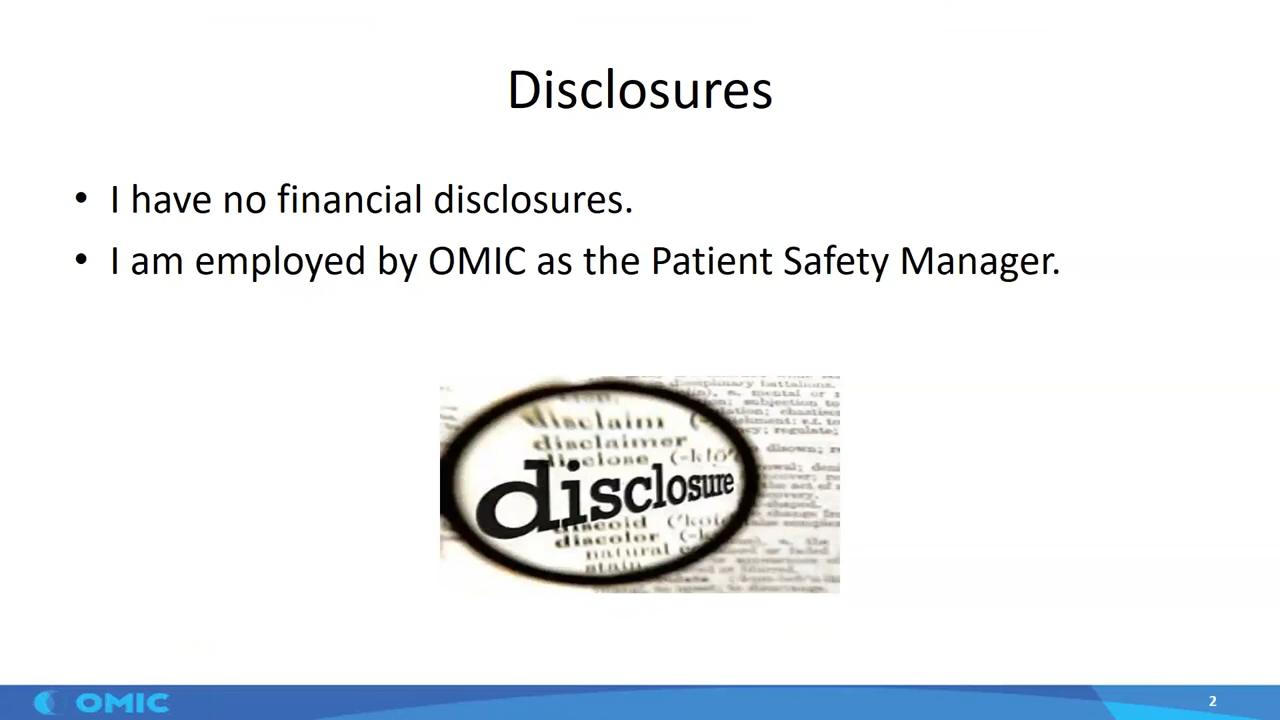 Disclosures
• I have no financial disclosures.
• I am employed by OMIC as the Patient Safety Manager.
disclaim
disclaimer
disclose
disclosure
discolor
natural
stain
OMIC
2